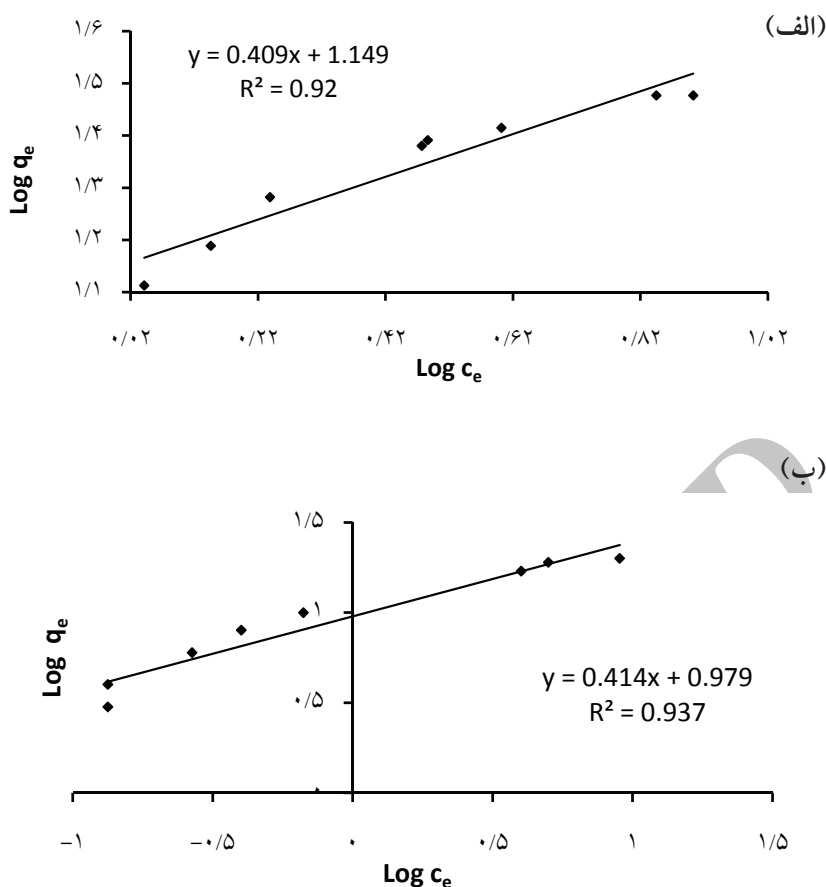 (الف)
y = 0.409x + 1.149
R² = 0.92
Log qₑ
۱/۶
۱/۵
۱/۴
۱/۳
۱/۲
۱/۱
۰/۰۲ ۰/۲۲ ۰/۴۲ ۰/۶۲ ۰/۸۲ ۱/۰۲
Log cₑ
(ب)
Log qₑ
۱/۵
۱
۰/۵
۰
y = 0.414x + 0.979
R² = 0.937
−۱ −۰/۵ ۰ ۰/۵ ۱ ۱/۵
Log cₑ